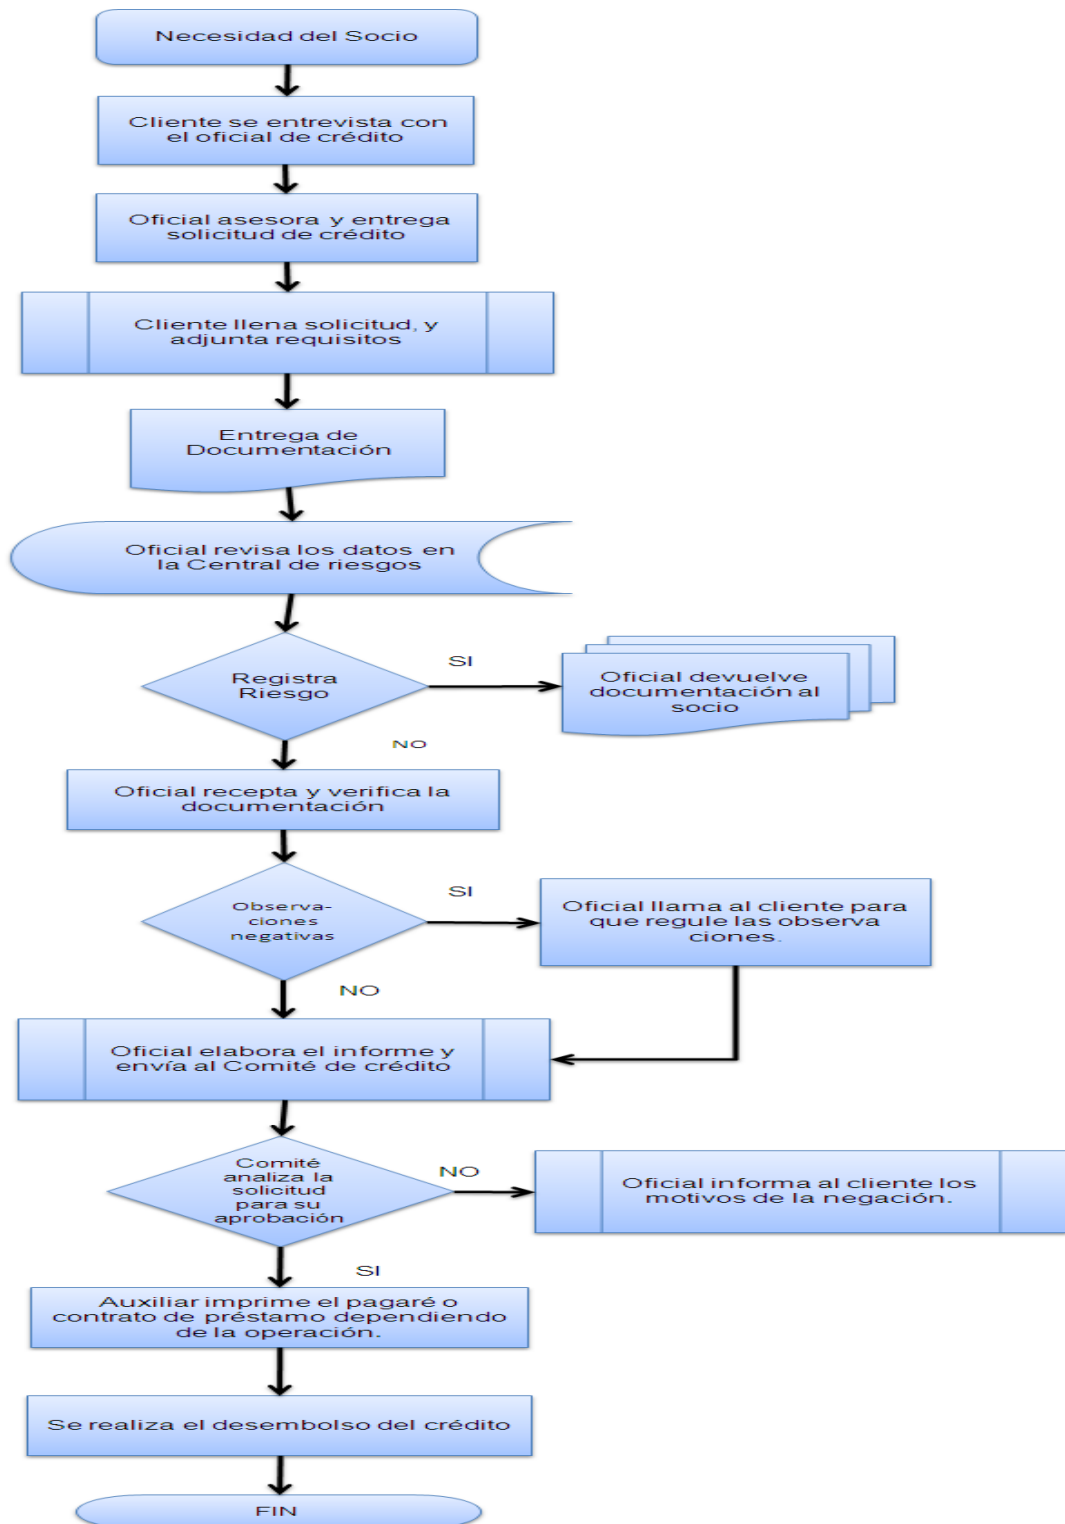 Necesidad del Socio
Cliente se entrevista con
el oficial de crédito
Oficial asesora y entrega
solicitud de crédito
Cliente llena solicitud, y
adjunta requisitos
Entrega de
Documentación
Oficial revisa los datos en
la Central de riesgos
Registra
Riesgo
SI
Oficial devuelve
documentación al
socio
NO
Oficial recepta y verifica la
documentación
Observa-
ciones
negativas
SI
Oficial llama al cliente para
que regule las observa
ciones.
NO
Oficial elabora el informe y
envía al Comité de crédito
Comité
analiza la
solicitud
para su
aprobación
NO
Oficial informa al cliente los
motivos de la negación.
SI
Auxiliar imprime el pagaré o
contrato de préstamo dependiendo
de la operación.
Se realiza el desembolso del crédito
FIN